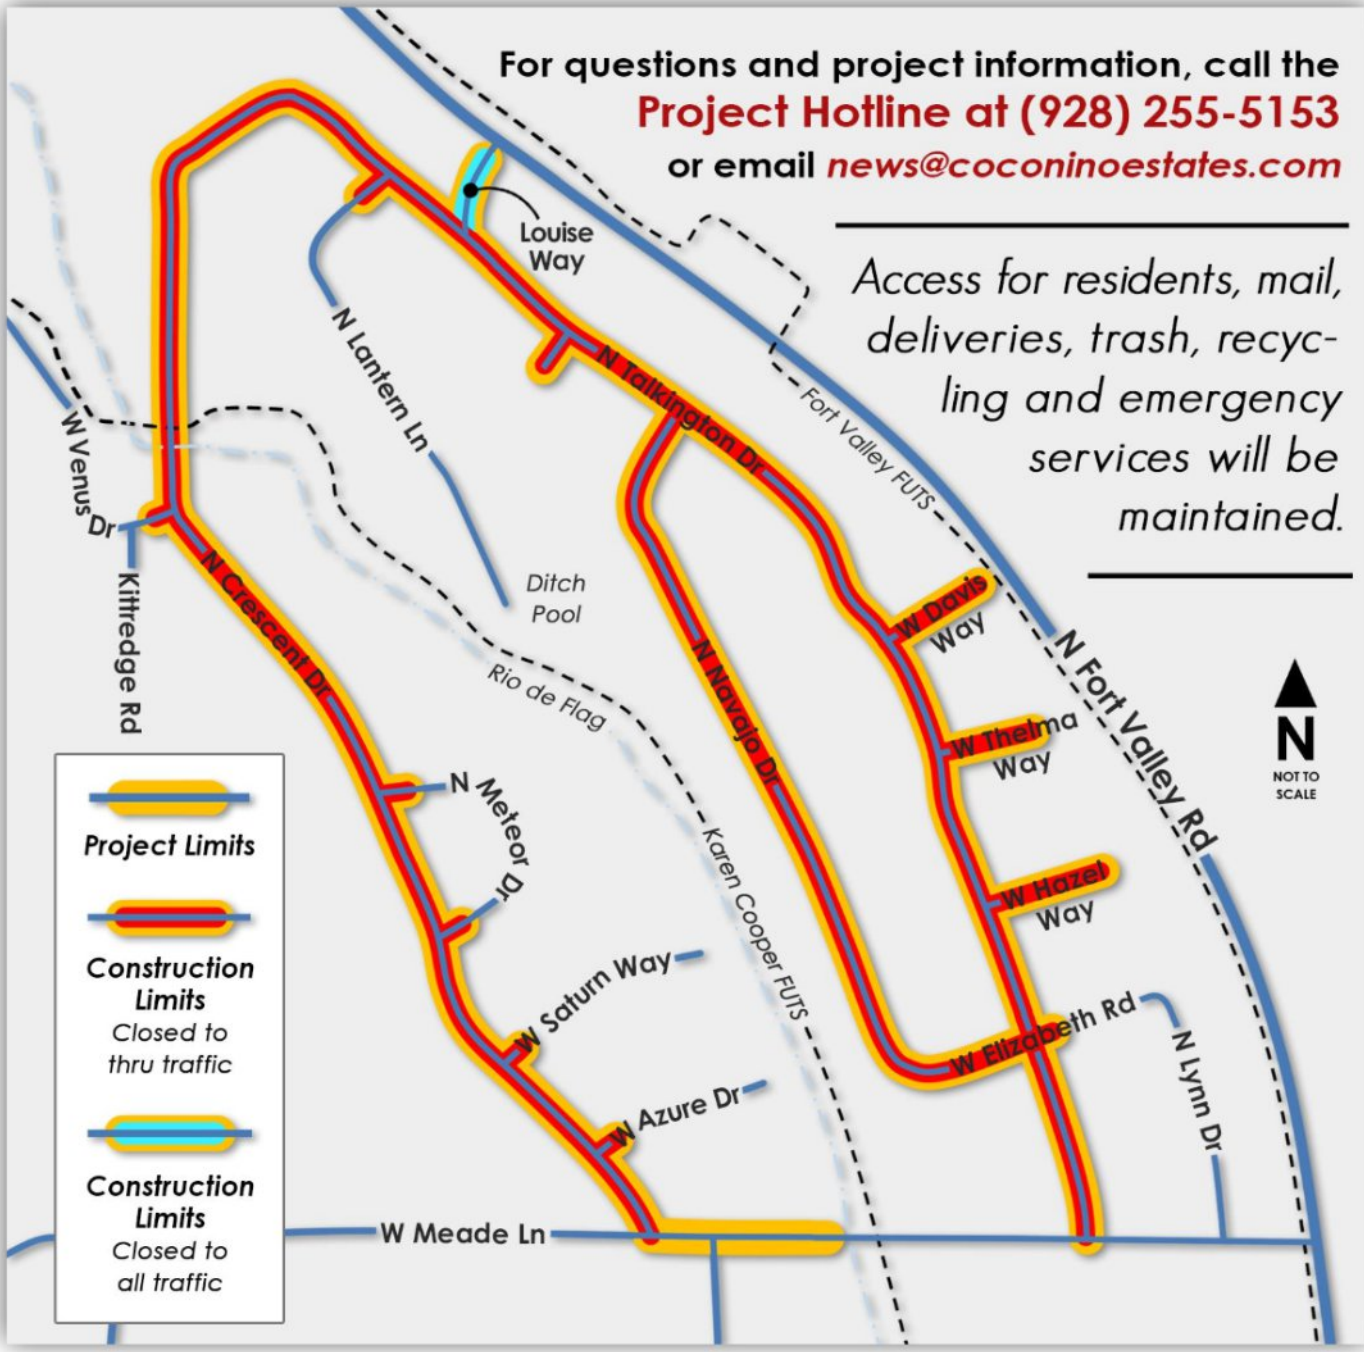 For questions and project information, call the
Project Hotline at (928) 255-5153
or email news@coconinoestates.com
Access for residents, mail,
deliveries, trash, recyc-
ling and emergency
services will be
maintained.
Louise
Way
N Lantern Ln
N Talkington Dr
Fort Valley FUTS
W Venus Dr
Kittredge Rd
N Crescent Dr
Ditch
Pool
Rio de Flag
W Davis
Way
N Navajo Dr
N Fort Valley Rd
W Thelma
Way
N
NOT TO
SCALE
N Meteor Dr
Karen Cooper FUTS
W Hazel
Way
W Saturn Way
W Elizabeth Rd
N Lynn Dr
W Azure Dr
W Meade Ln
Project Limits
Construction
Limits
Closed to
thru traffic
Construction
Limits
Closed to
all traffic